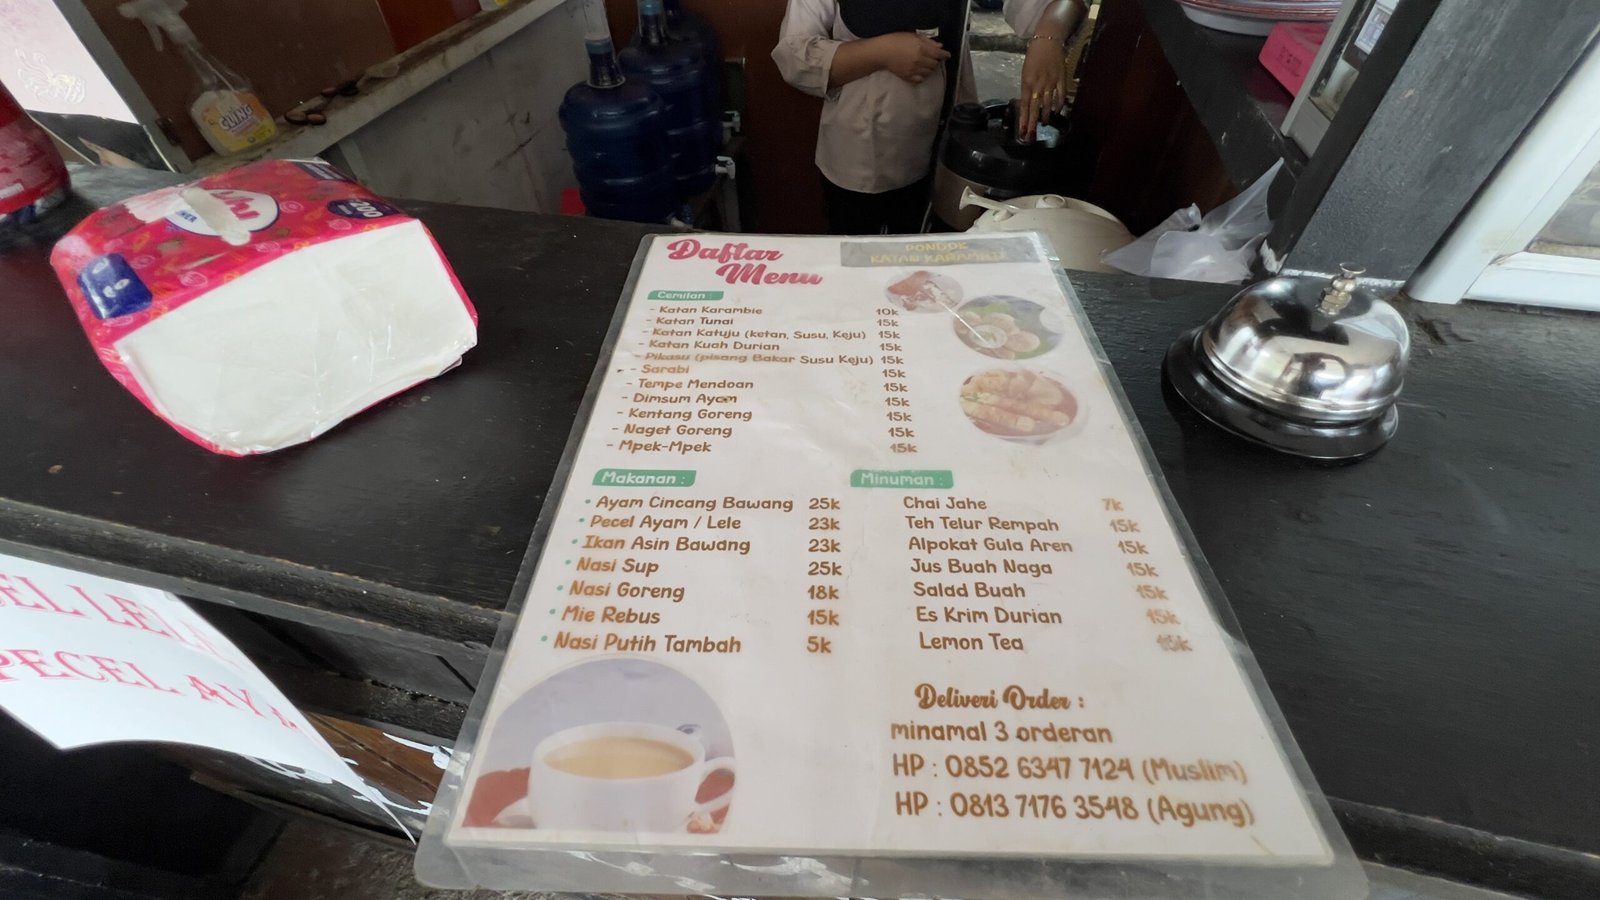 Daftar
Menu
PONDOK
KATAN KARAMBIE
Cemilan :
- Katan Karambie 10k
- Katan Tunai 15k
- Katan Katuju (ketan, Susu, Keju) 15k
- Katan Kuah Durian 15k
- Pikasu (pisang Bakar Susu Keju) 15k
- Sarabi 15k
- Tempe Mendoan 15k
- Dimsum Ayam 15k
- Kentang Goreng 15k
- Naget Goreng 15k
- Mpek-Mpek 15k
Makanan :
• Ayam Cincang Bawang 25k
• Pecel Ayam / Lele 23k
• Ikan Asin Bawang 23k
• Nasi Sup 25k
• Nasi Goreng 18k
• Mie Rebus 15k
• Nasi Putih Tambah 5k
Minuman :
Chai Jahe 7k
Teh Telur Rempah 15k
Alpokat Gula Aren 15k
Jus Buah Naga 15k
Salad Buah 15k
Es Krim Durian 15k
Lemon Tea 15k
Deliveri Order :
minamal 3 orderan
HP : 0852 6347 7124 (Muslim)
HP : 0813 7176 3548 (Agung)
CLING
200
PECEL AYA